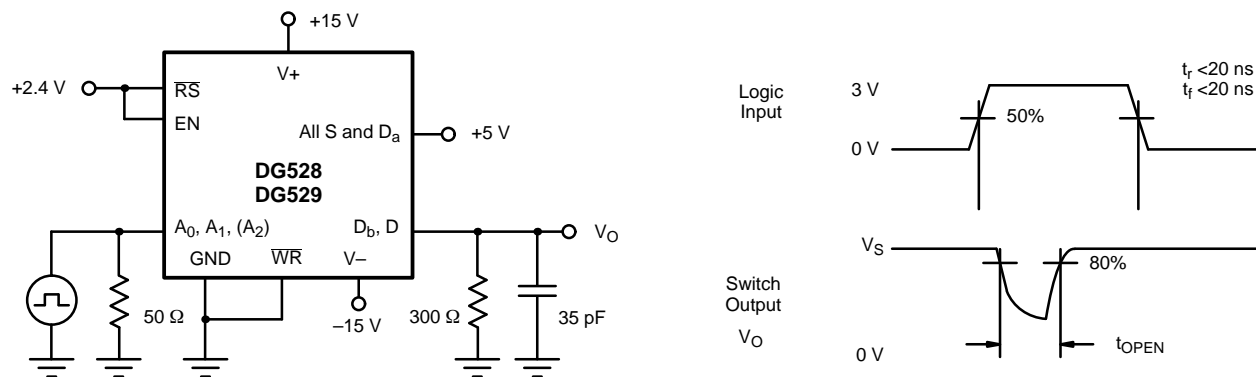 +15 V
V+
+2.4 V
R̅S̅
EN
All S and Da
+5 V
DG528
DG529
A0, A1, (A2)
Db, D
VO
GND
W̅R̅
V–
50 Ω
–15 V
300 Ω
35 pF
Logic
Input
3 V
0 V
50%
tr <20 ns
tf <20 ns
VS
80%
Switch
Output
VO
0 V
tOPEN